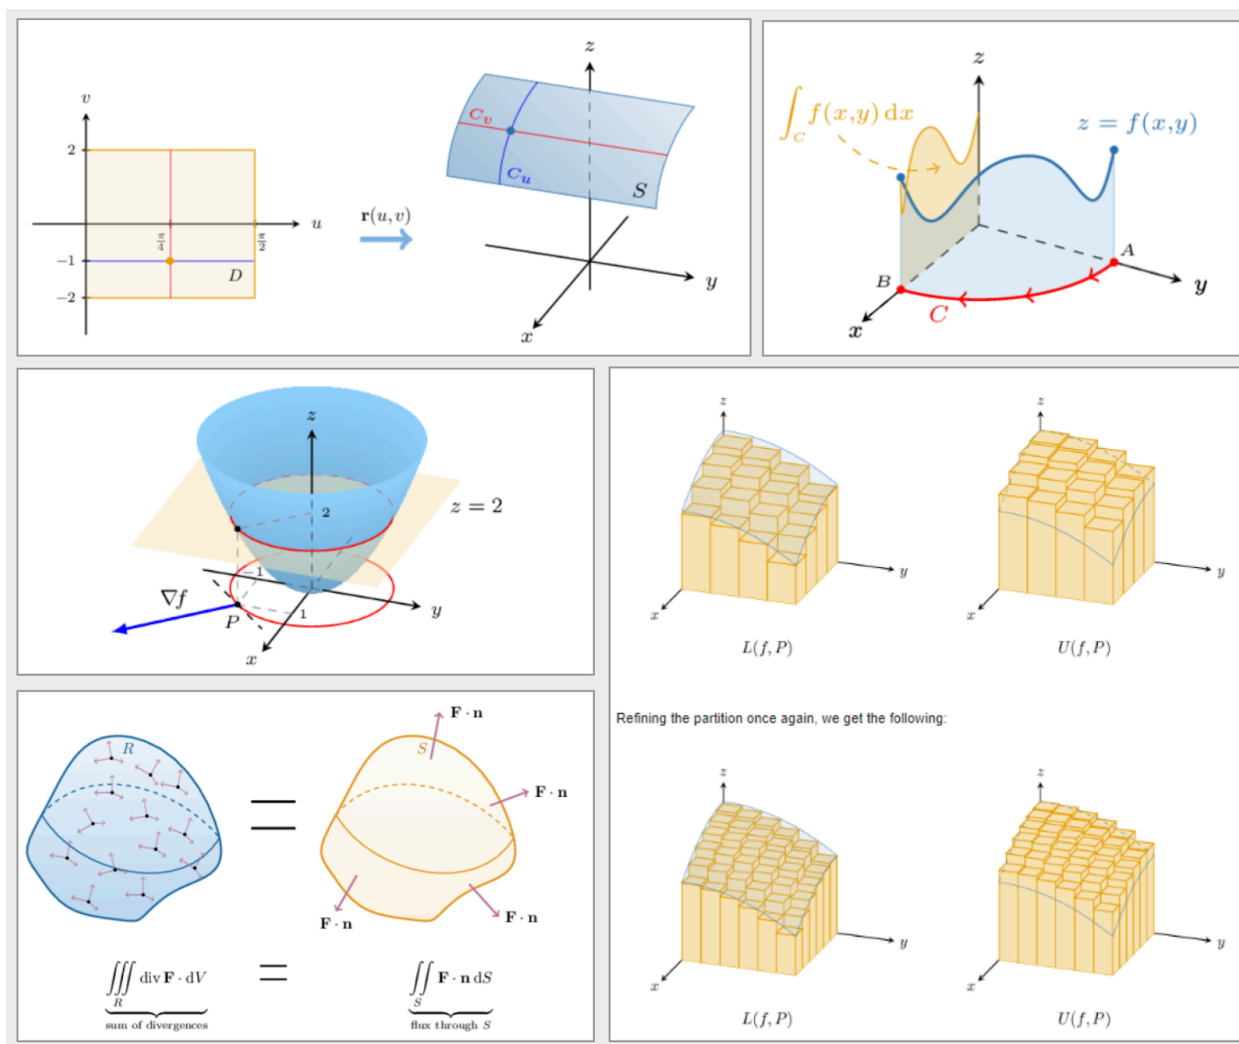 v
2
π/4
π/2
u
−1
D
−2
r(u, v)
z
C_v
C_u
S
y
x
∫_C f(x,y) dx
z
z = f(x,y)
A
B
C
y
x
z
z = 2
2
−1
1
∇f
P
y
x
z
y
x
L(f, P)
z
y
x
U(f, P)
Refining the partition once again, we get the following:
z
y
x
L(f, P)
z
y
x
U(f, P)
R
=
S
F · n
F · n
F · n
F · n
∭_R div F · dV = ∬_S F · n dS
sum of divergences
flux through S